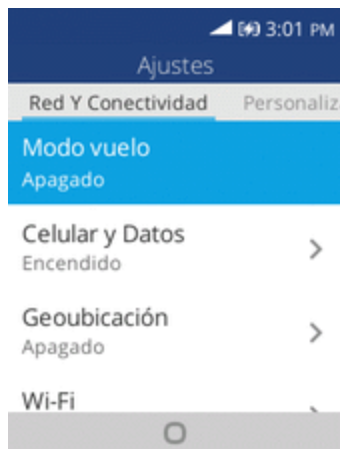 3:01 PM
Ajustes
Red Y Conectividad Personaliz
Modo vuelo
Apagado
Celular y Datos
Encendido
Geoubicación
Apagado
Wi-Fi